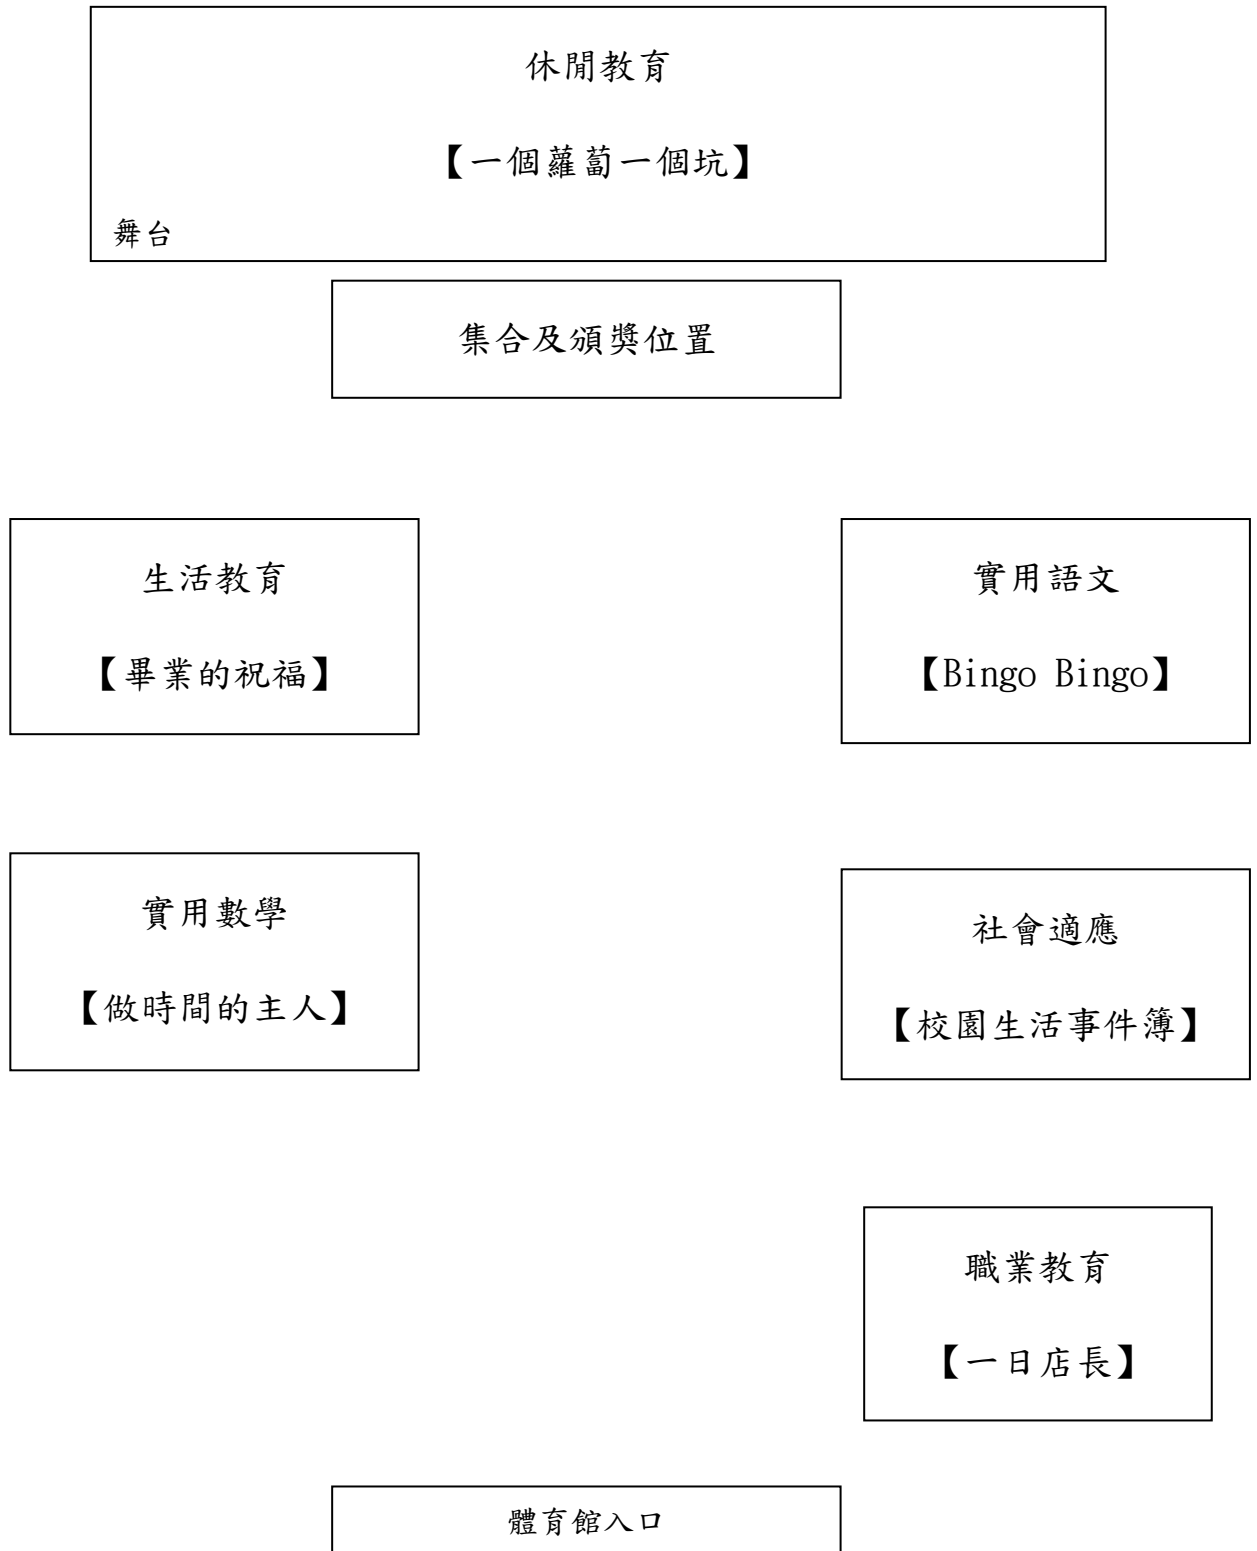 休閒教育
【一個蘿蔔一個坑】
舞台
集合及頒獎位置
生活教育
【畢業的祝福】
實用語文
【Bingo Bingo】
實用數學
【做時間的主人】
社會適應
【校園生活事件簿】
職業教育
【一日店長】
體育館入口